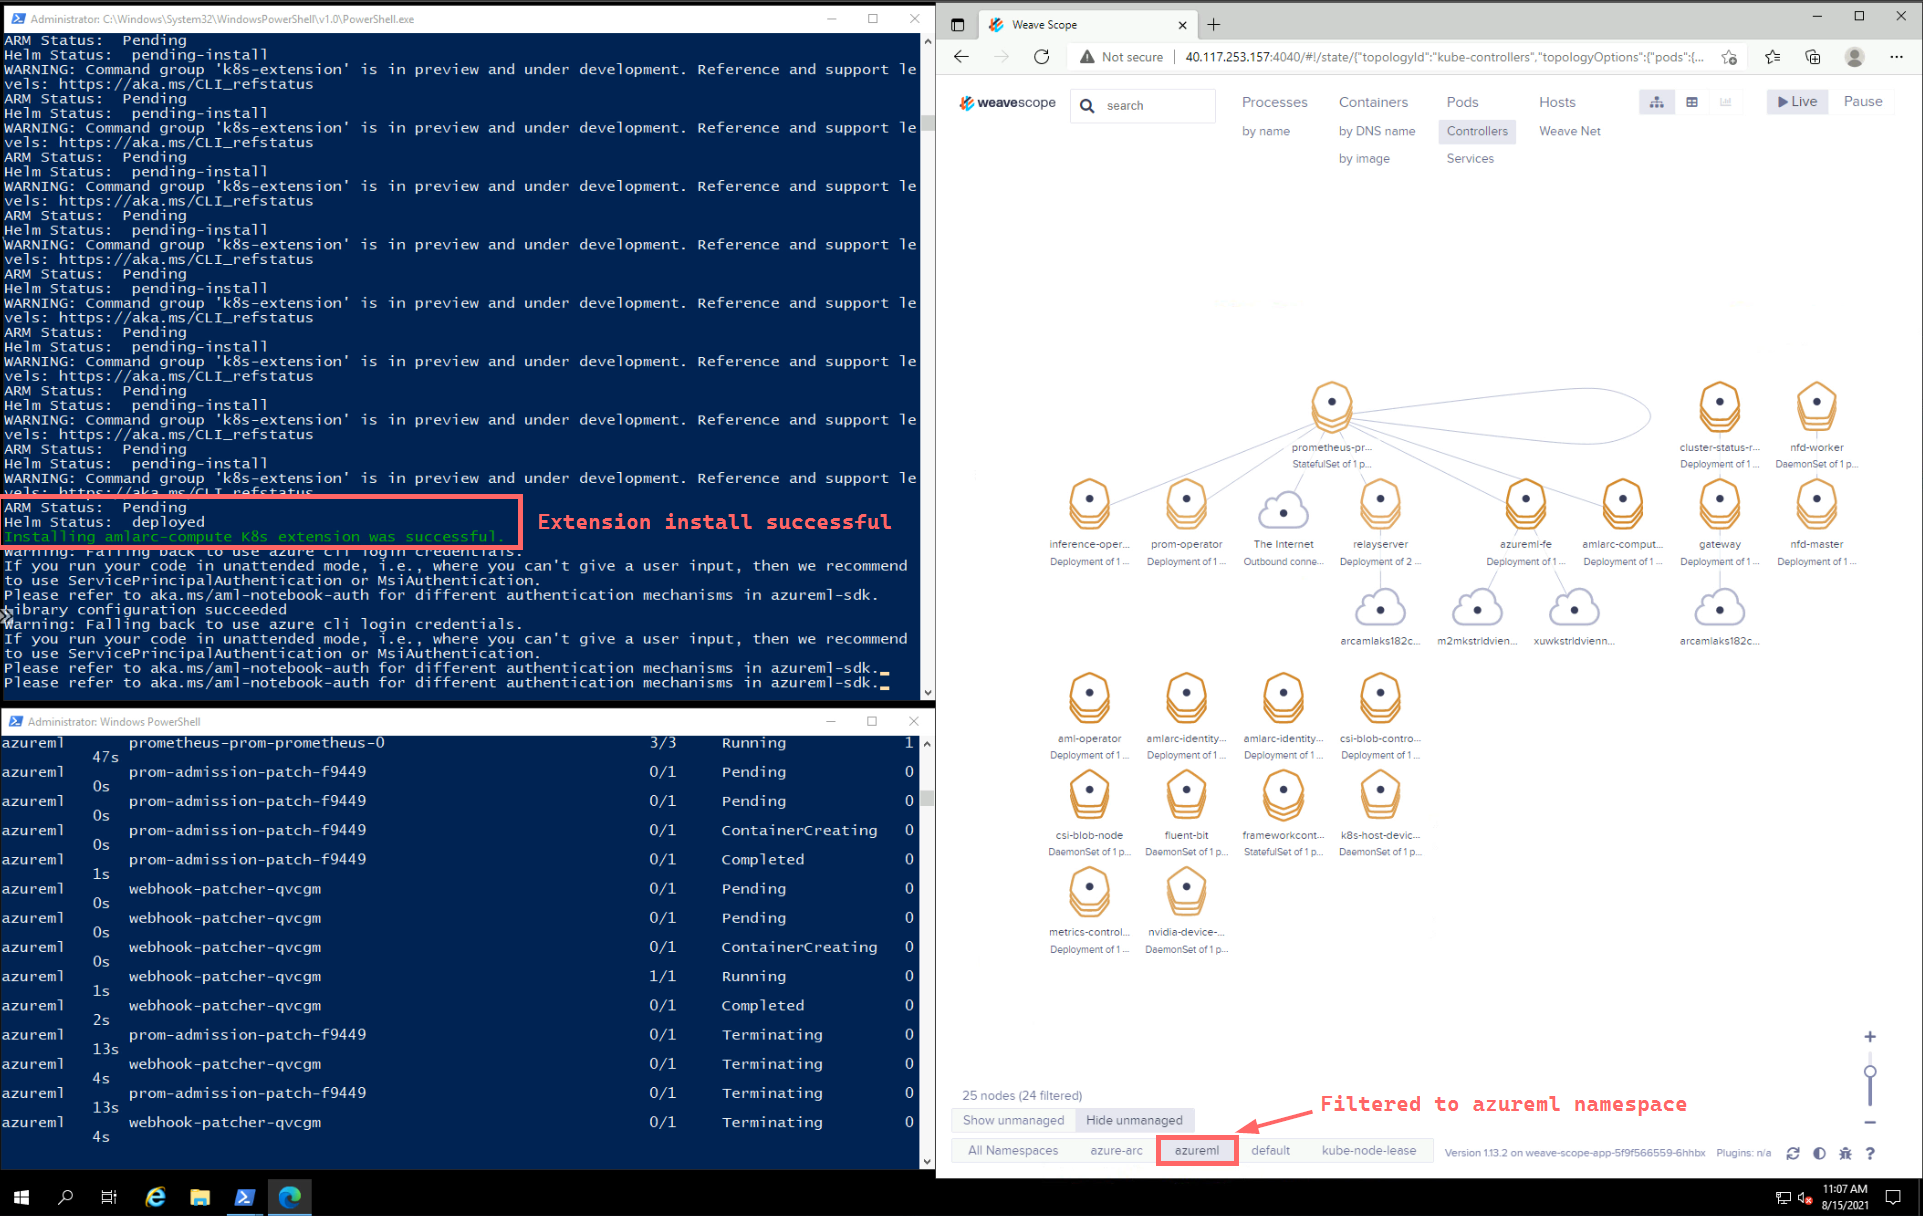 Administrator: C:\Windows\System32\WindowsPowerShell\v1.0\PowerShell.exe
ARM Status:  Pending
Helm Status:  pending-install
WARNING: Command group 'k8s-extension' is in preview and under development. Reference and support le
vels: https://aka.ms/CLI_refstatus
ARM Status:  Pending
Helm Status:  pending-install
WARNING: Command group 'k8s-extension' is in preview and under development. Reference and support le
vels: https://aka.ms/CLI_refstatus
ARM Status:  Pending
Helm Status:  pending-install
WARNING: Command group 'k8s-extension' is in preview and under development. Reference and support le
vels: https://aka.ms/CLI_refstatus
ARM Status:  Pending
Helm Status:  pending-install
WARNING: Command group 'k8s-extension' is in preview and under development. Reference and support le
vels: https://aka.ms/CLI_refstatus
ARM Status:  Pending
Helm Status:  pending-install
WARNING: Command group 'k8s-extension' is in preview and under development. Reference and support le
vels: https://aka.ms/CLI_refstatus
ARM Status:  Pending
Helm Status:  pending-install
WARNING: Command group 'k8s-extension' is in preview and under development. Reference and support le
vels: https://aka.ms/CLI_refstatus
ARM Status:  Pending
Helm Status:  pending-install
WARNING: Command group 'k8s-extension' is in preview and under development. Reference and support le
vels: https://aka.ms/CLI_refstatus
ARM Status:  Pending
Helm Status:  pending-install
WARNING: Command group 'k8s-extension' is in preview and under development. Reference and support le
vels: https://aka.ms/CLI_refstatus
ARM Status:  Pending
Helm Status:  deployed
Installing amlarc-compute K8s extension was successful.
Extension install successful
Warning: Falling back to use azure cli login credentials.
If you run your code in unattended mode, i.e., where you can't give a user input, then we recommend
to use ServicePrincipalAuthentication or MsiAuthentication.
Please refer to aka.ms/aml-notebook-auth for different authentication mechanisms in azureml-sdk.
Library configuration succeeded
Warning: Falling back to use azure cli login credentials.
If you run your code in unattended mode, i.e., where you can't give a user input, then we recommend
to use ServicePrincipalAuthentication or MsiAuthentication.
Please refer to aka.ms/aml-notebook-auth for different authentication mechanisms in azureml-sdk.
Please refer to aka.ms/aml-notebook-auth for different authentication mechanisms in azureml-sdk.
Administrator: Windows PowerShell
azureml prometheus-prom-prometheus-0 3/3 Running 1
47s
azureml prom-admission-patch-f9449 0/1 Pending 0
0s
azureml prom-admission-patch-f9449 0/1 Pending 0
0s
azureml prom-admission-patch-f9449 0/1 ContainerCreating 0
0s
azureml prom-admission-patch-f9449 0/1 Completed 0
1s
azureml webhook-patcher-qvcgm 0/1 Pending 0
0s
azureml webhook-patcher-qvcgm 0/1 Pending 0
0s
azureml webhook-patcher-qvcgm 0/1 ContainerCreating 0
0s
azureml webhook-patcher-qvcgm 1/1 Running 0
1s
azureml webhook-patcher-qvcgm 0/1 Completed 0
2s
azureml prom-admission-patch-f9449 0/1 Terminating 0
13s
azureml webhook-patcher-qvcgm 0/1 Terminating 0
4s
azureml prom-admission-patch-f9449 0/1 Terminating 0
13s
azureml webhook-patcher-qvcgm 0/1 Terminating 0
4s
Weave Scope
Not secure 40.117.253.157:4040/#!/state/{"topologyId":"kube-controllers","topologyOptions":{"pods":{...
weavescope search Processes Containers Pods Hosts Live Pause
by name by DNS name Controllers Weave Net
by image Services
prometheus-pr... cluster-status-r... nfd-worker
StatefulSet of 1 p... Deployment of 1 ... DaemonSet of 1 p...
inference-oper... prom-operator The Internet relayserver azureml-fe amlarc-comput... gateway nfd-master
Deployment of 1 ... Deployment of 1 ... Outbound conne... Deployment of 2 ... Deployment of 1 ... Deployment of 1 ... Deployment of 1 ... Deployment of 1 ...
arcamlaks182c... m2mkstrldvien... xuwkstrldvienn... arcamlaks182c...
aml-operator amlarc-identity... amlarc-identity... csi-blob-contro...
Deployment of 1 ... Deployment of 1 ... Deployment of 1 ... Deployment of 1 ...
csi-blob-node fluent-bit frameworkcont... k8s-host-devic...
DaemonSet of 1 p... DaemonSet of 1 p... StatefulSet of 1 p... DaemonSet of 1 p...
metrics-control... nvidia-device-...
Deployment of 1 ... DaemonSet of 1 p...
25 nodes (24 filtered)
Filtered to azureml namespace
Show unmanaged Hide unmanaged
All Namespaces azure-arc azureml default kube-node-lease
Version 1.13.2 on weave-scope-app-5f9f566559-6hhbx Plugins: n/a
11:07 AM
8/15/2021